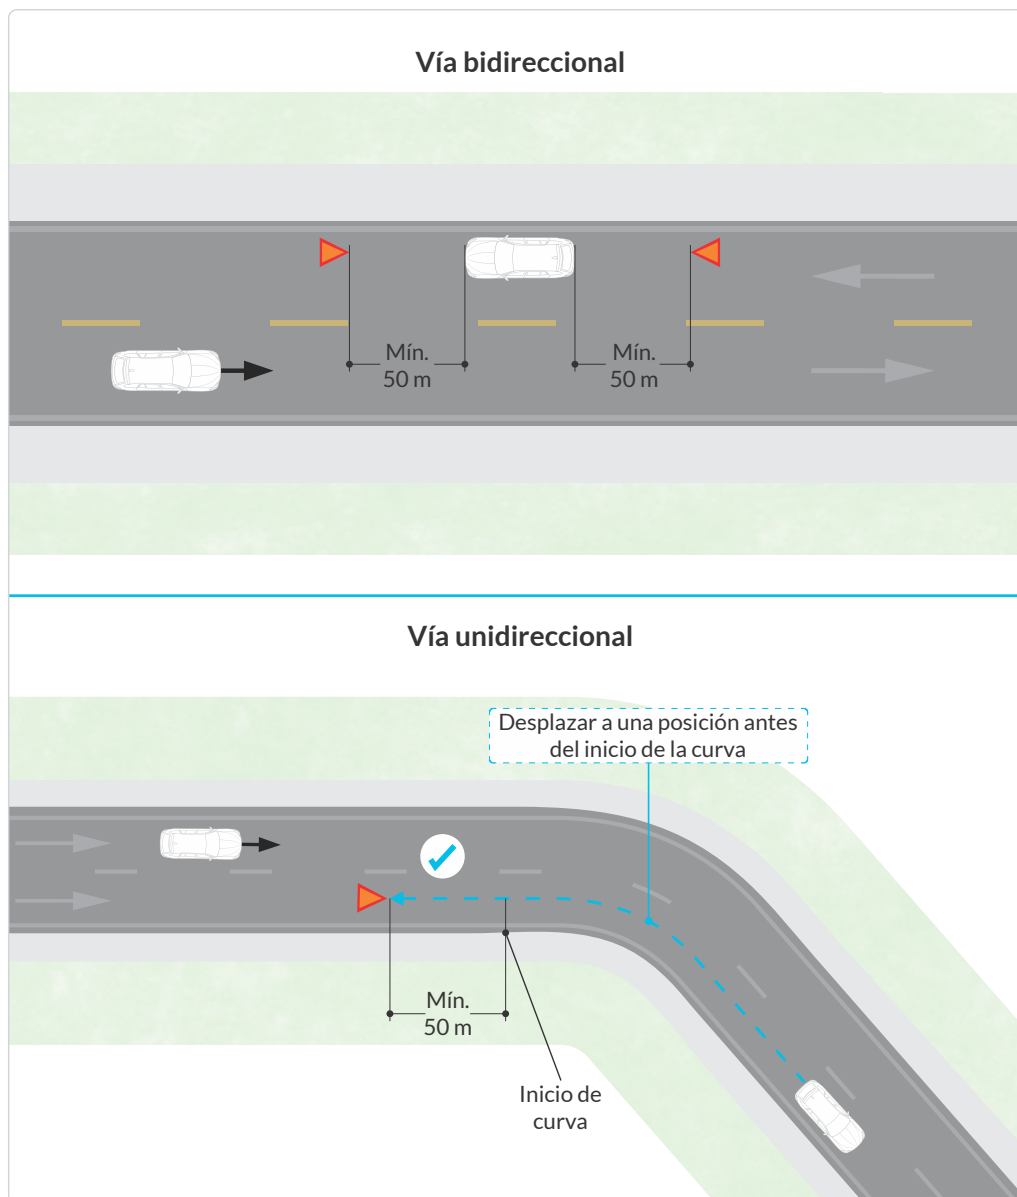 Vía bidireccional
Mín.
50 m
Mín.
50 m
Vía unidireccional
Desplazar a una posición antes
del inicio de la curva
Mín.
50 m
Inicio de
curva